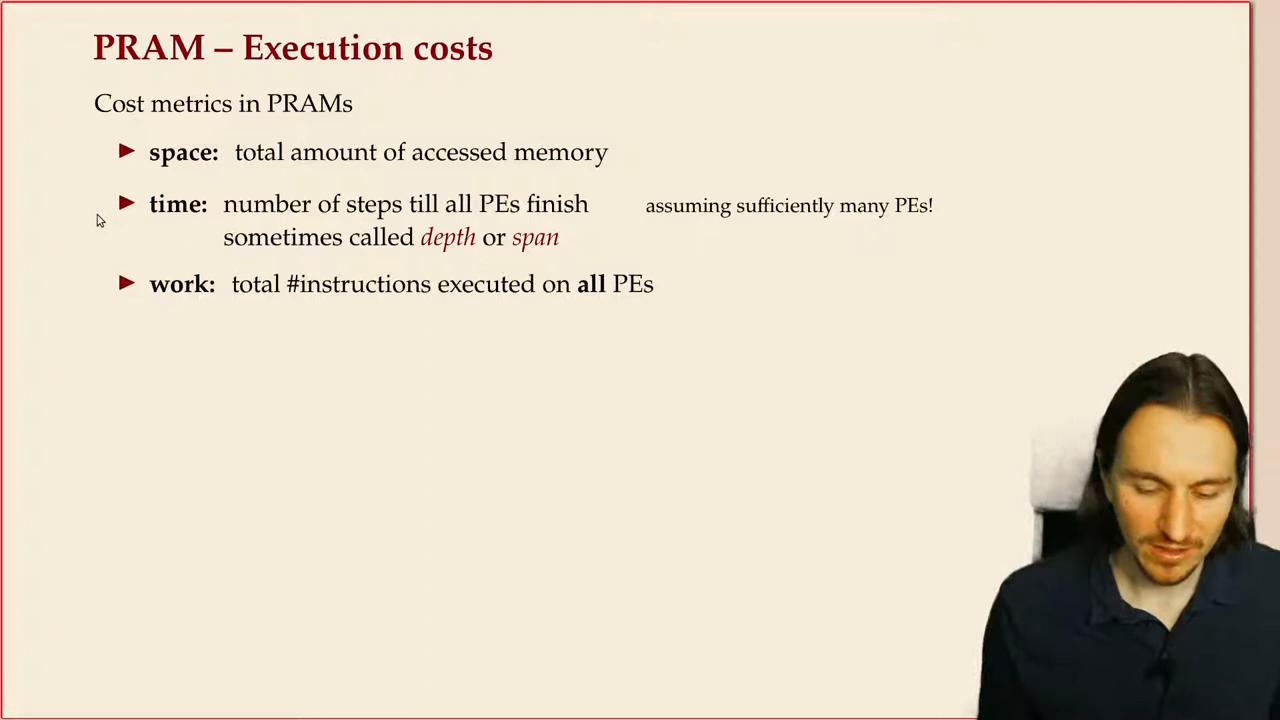 PRAM – Execution costs
Cost metrics in PRAMs
▶ space: total amount of accessed memory
▶ time: number of steps till all PEs finish assuming sufficiently many PEs!
sometimes called depth or span
▶ work: total #instructions executed on all PEs